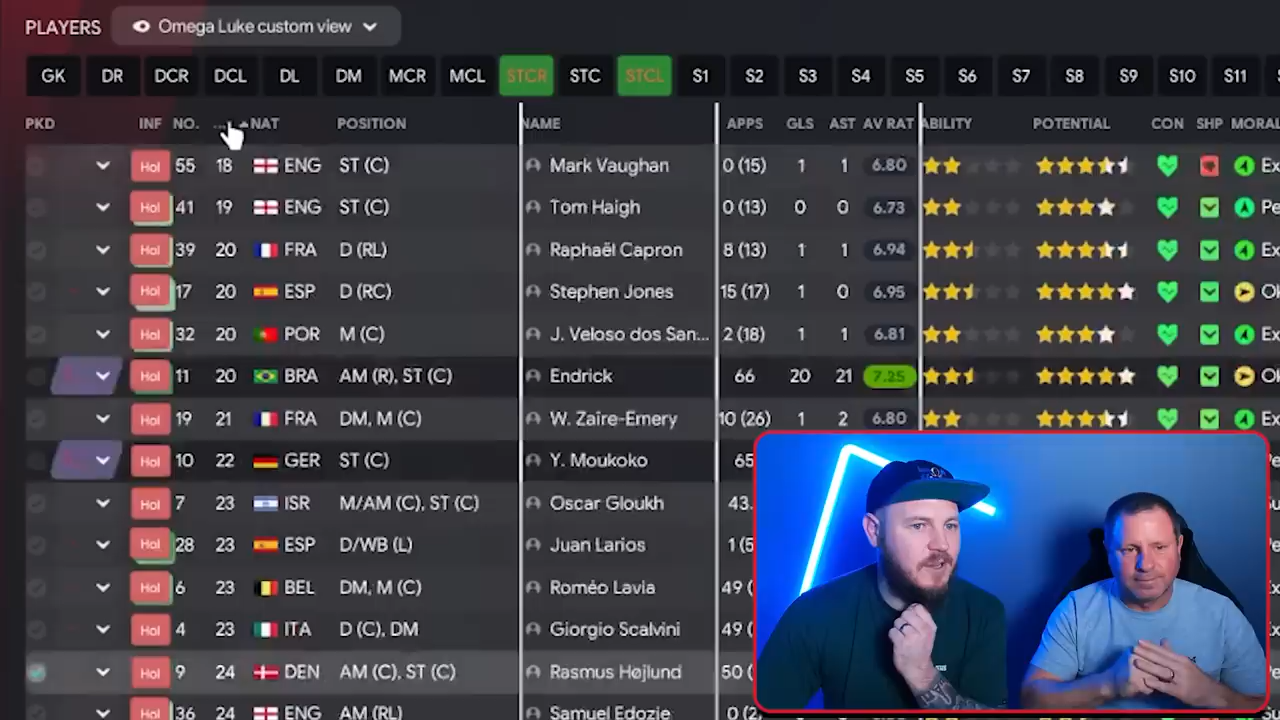 PLAYERS Omega Luke custom view
GK DR DCR DCL DL DM MCR MCL STCR STC STCL S1 S2 S3 S4 S5 S6 S7 S8 S9 S10 S11
PKD INF NO. ... NAT POSITION NAME APPS GLS AST AV RAT ABILITY POTENTIAL CON SHP MORAL
Hol 55 18 ENG ST (C) Mark Vaughan 0 (15) 1 1 6.80 Ex
Hol 41 19 ENG ST (C) Tom Haigh 0 (13) 0 0 6.73 Pe
Hol 39 20 FRA D (RL) Raphaël Capron 8 (13) 1 1 6.94 Ex
Hol 17 20 ESP D (RC) Stephen Jones 15 (17) 1 0 6.95 Ok
Hol 32 20 POR M (C) J. Veloso dos San... 2 (18) 1 1 6.81 Ex
Hol 11 20 BRA AM (R), ST (C) Endrick 66 20 21 7.25 Ok
Hol 19 21 FRA DM, M (C) W. Zaïre-Emery 10 (26) 1 2 6.80 Ex
Hol 10 22 GER ST (C) Y. Moukoko 65
Hol 7 23 ISR M/AM (C), ST (C) Oscar Gloukh 43
Hol 28 23 ESP D/WB (L) Juan Larios 1 (5
Hol 6 23 BEL DM, M (C) Roméo Lavia 49 (
Hol 4 23 ITA D (C), DM Giorgio Scalvini 49 (
Hol 9 24 DEN AM (C), ST (C) Rasmus Højlund 50 (
Hol 36 24 ENG AM (RL) Samuel Edozie 0 (2)